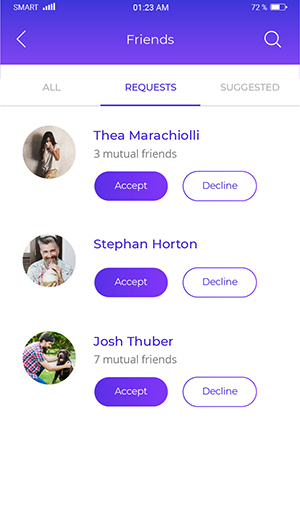 SMART 01:23 AM 72 %
Friends
ALL REQUESTS SUGGESTED
Thea Marachiolli
3 mutual friends
Accept Decline
Stephan Horton
Accept Decline
Josh Thuber
7 mutual friends
Accept Decline